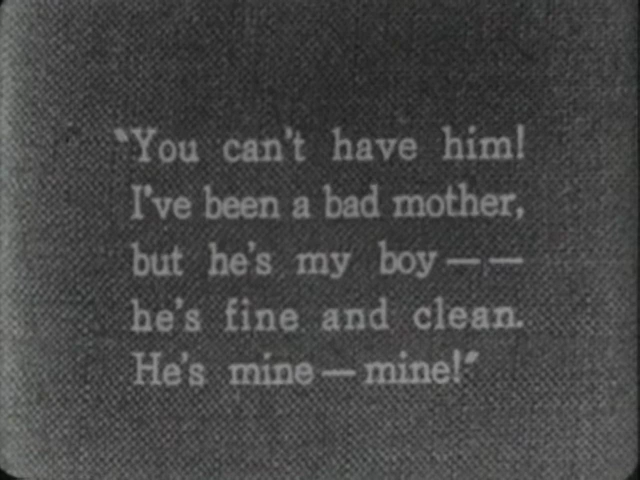 "You can't have him!
I've been a bad mother,
but he's my boy — —
he's fine and clean.
He's mine — mine!"